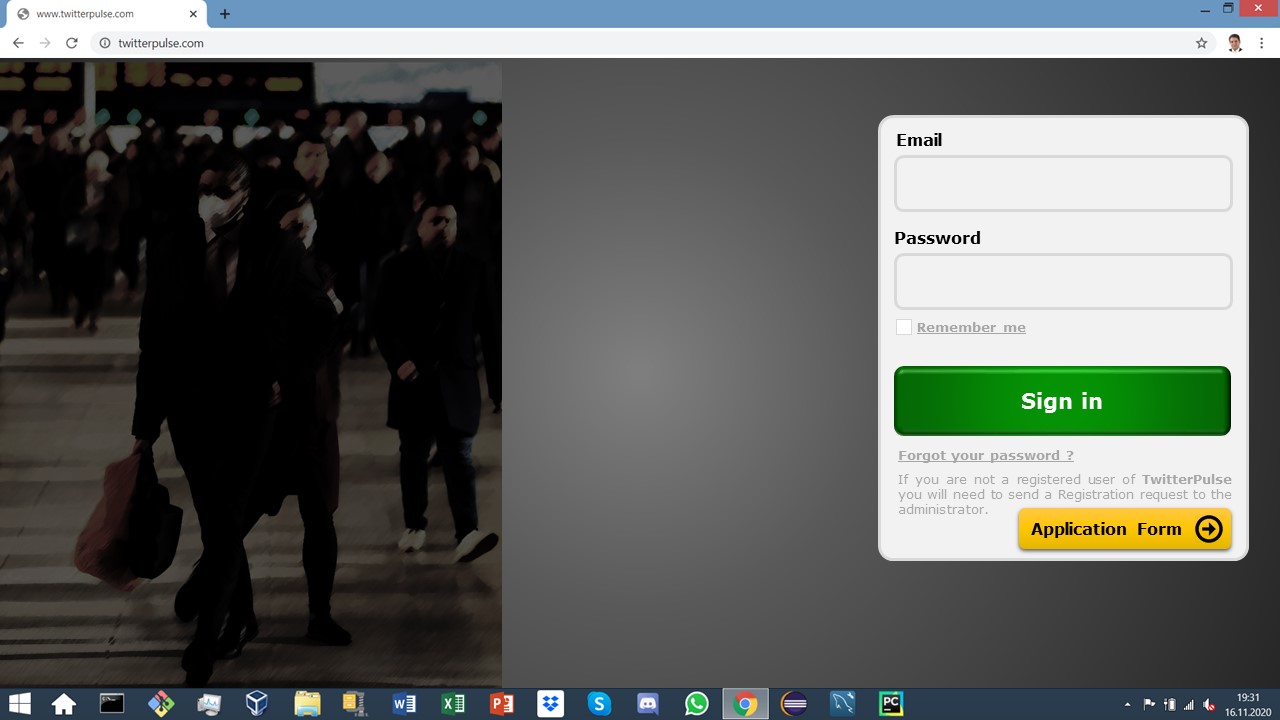 www.twitterpulse.com
twitterpulse.com
Email
Password
Remember me
Sign in
Forgot your password ?
If you are not a registered user of TwitterPulse
you will need to send a Registration request to the
administrator.
Application Form
19:31
16.11.2020